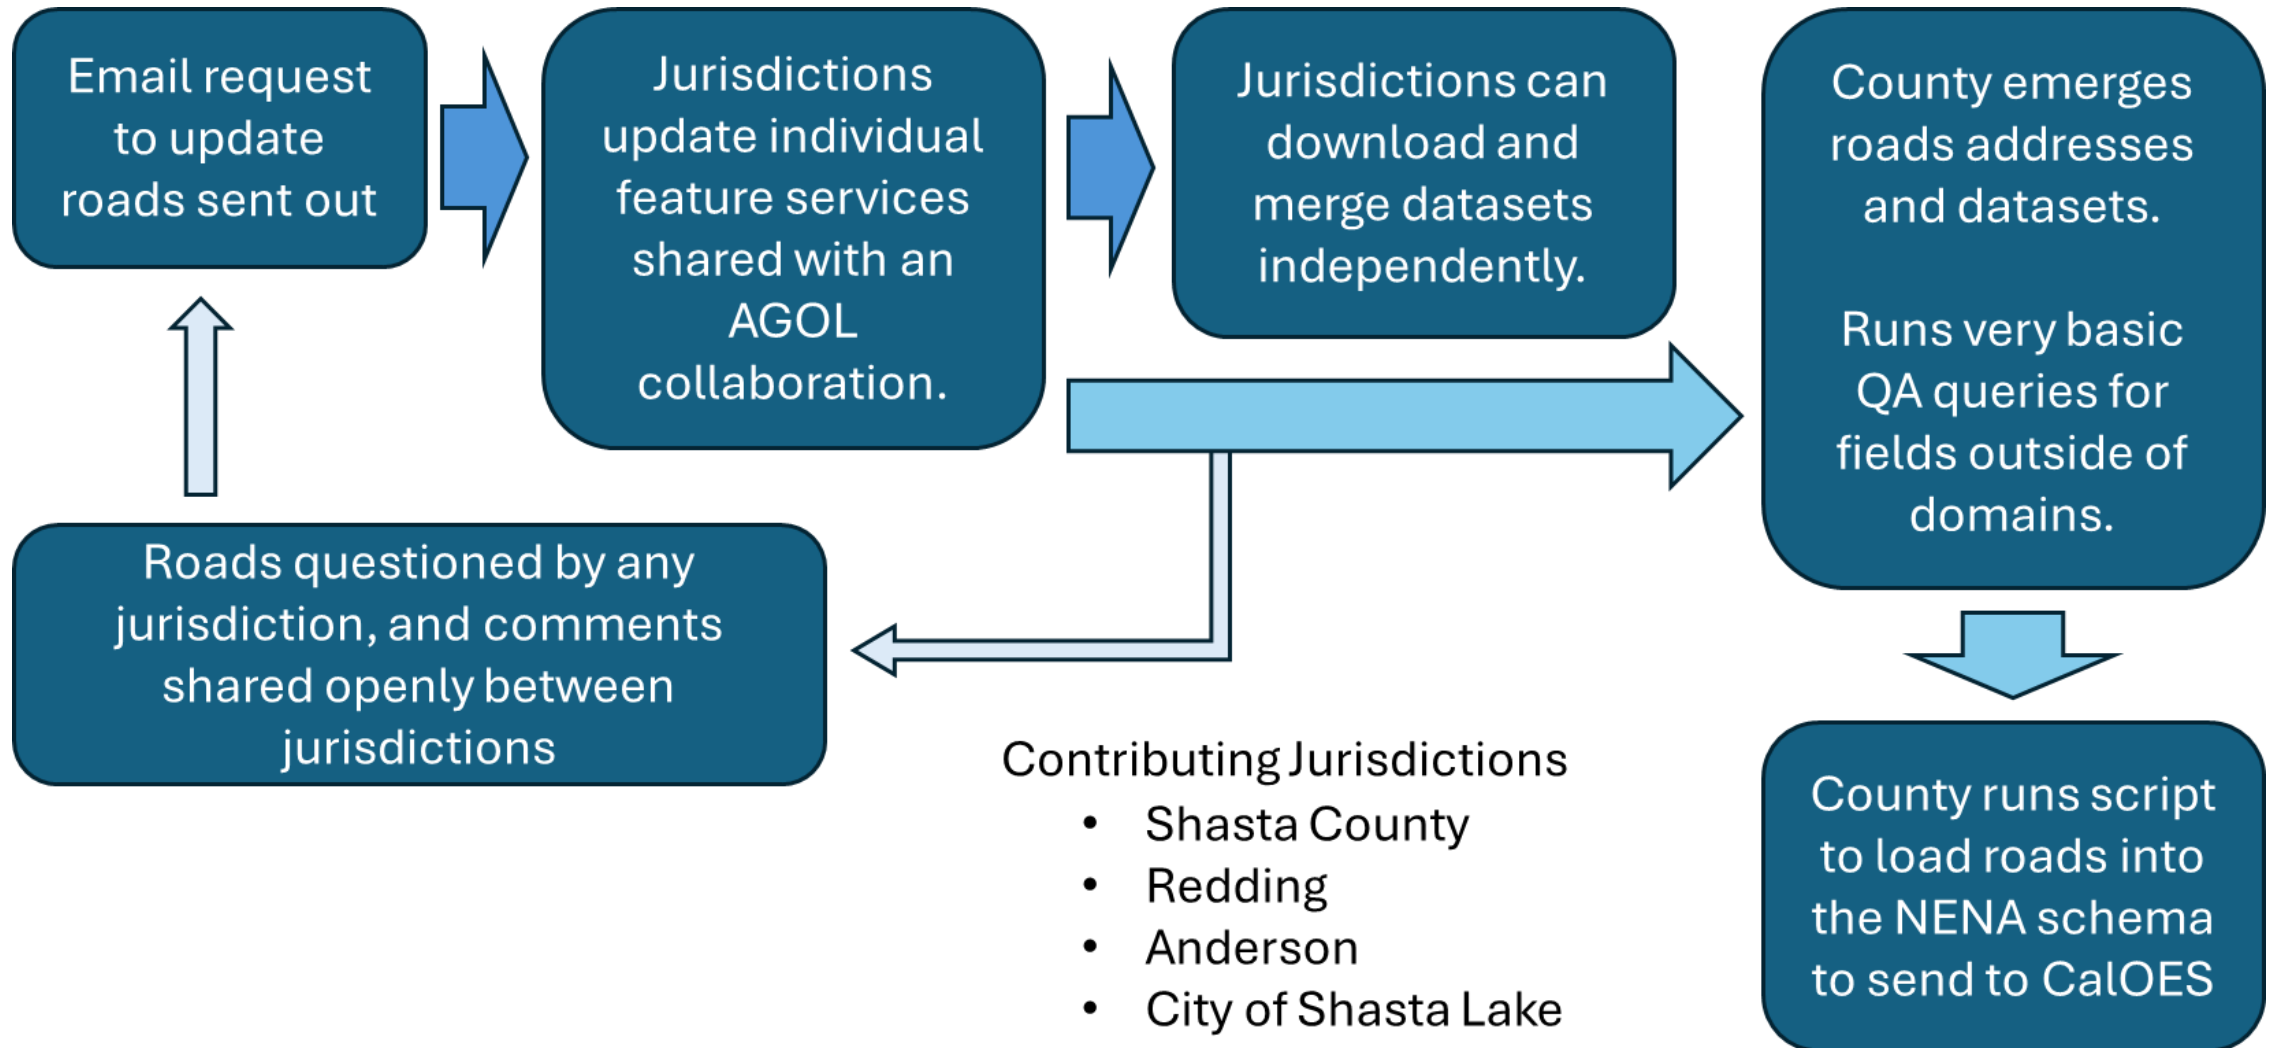 Email request
to update
roads sent out
Jurisdictions
update individual
feature services
shared with an
AGOL
collaboration.
Jurisdictions can
download and
merge datasets
independently.
County emerges
roads addresses
and datasets.
Runs very basic
QA queries for
fields outside of
domains.
Roads questioned by any
jurisdiction, and comments
shared openly between
jurisdictions
Contributing Jurisdictions
• Shasta County
• Redding
• Anderson
• City of Shasta Lake
County runs script
to load roads into
the NENA schema
to send to CalOES